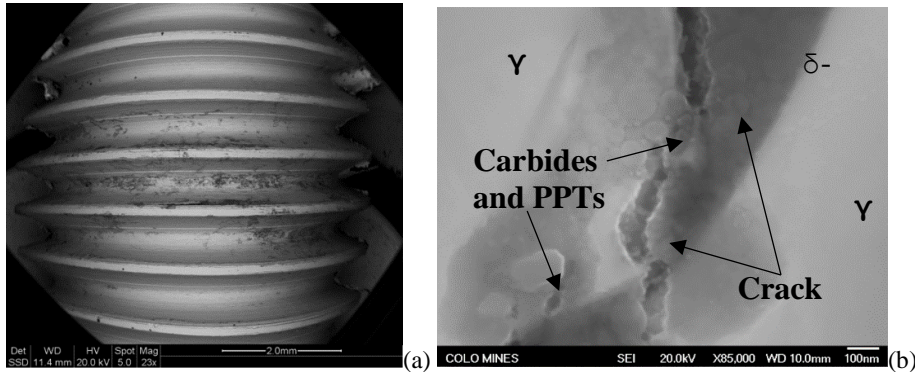 Det WD HV Spot Mag 2.0mm
SSD 11.4 mm 20.0 kV 5.0 23x
(a)
γ
δ-
Carbides
and PPTs
γ
Crack
COLO MINES SEI 20.0kV X85,000 WD 10.0mm 100nm
(b)